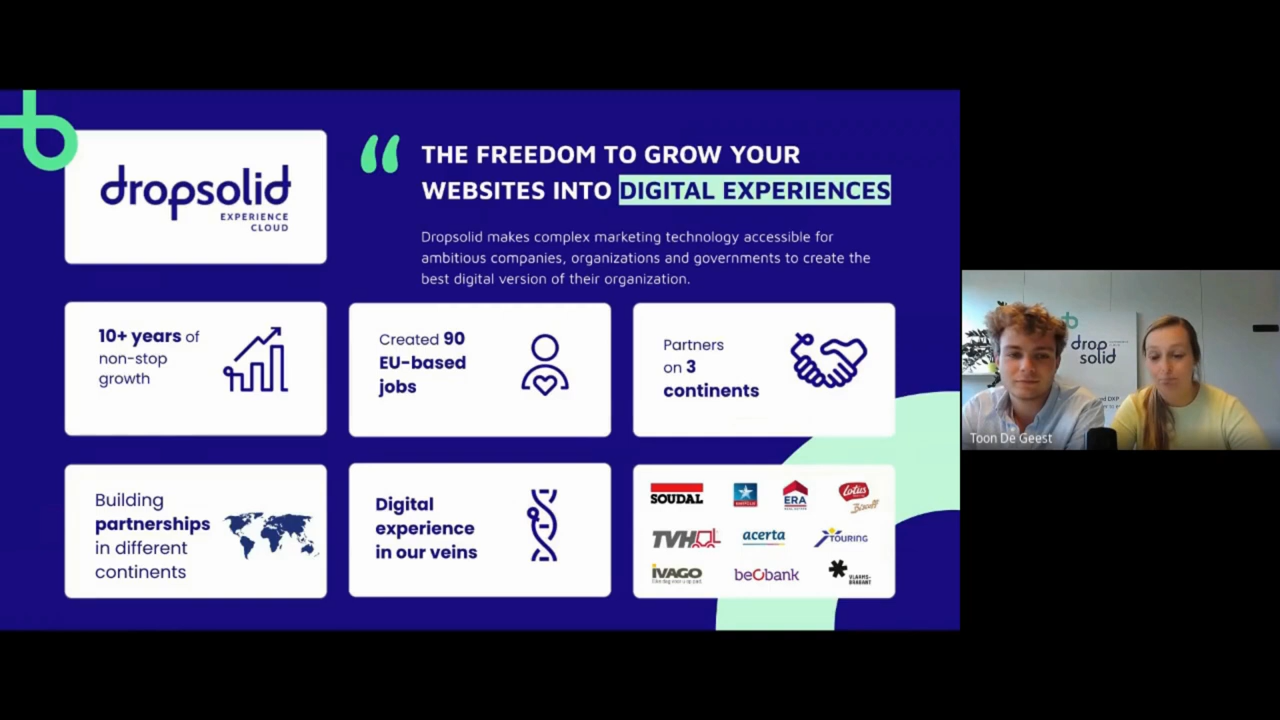 dropsolid
EXPERIENCE
CLOUD
THE FREEDOM TO GROW YOUR
WEBSITES INTO DIGITAL EXPERIENCES
Dropsolid makes complex marketing technology accessible for
ambitious companies, organizations and governments to create the
best digital version of their organization.
10+ years of
non-stop
growth
Created 90
EU-based
jobs
Partners
on 3
continents
Building
partnerships
in different
continents
Digital
experience
in our veins
SOUDAL
ERA
Lotus
Biscoff
TVH
acerta
TOURING
IVAGO
beobank
VLAAMS-
BRABANT
drop
solid
Toon De Geest